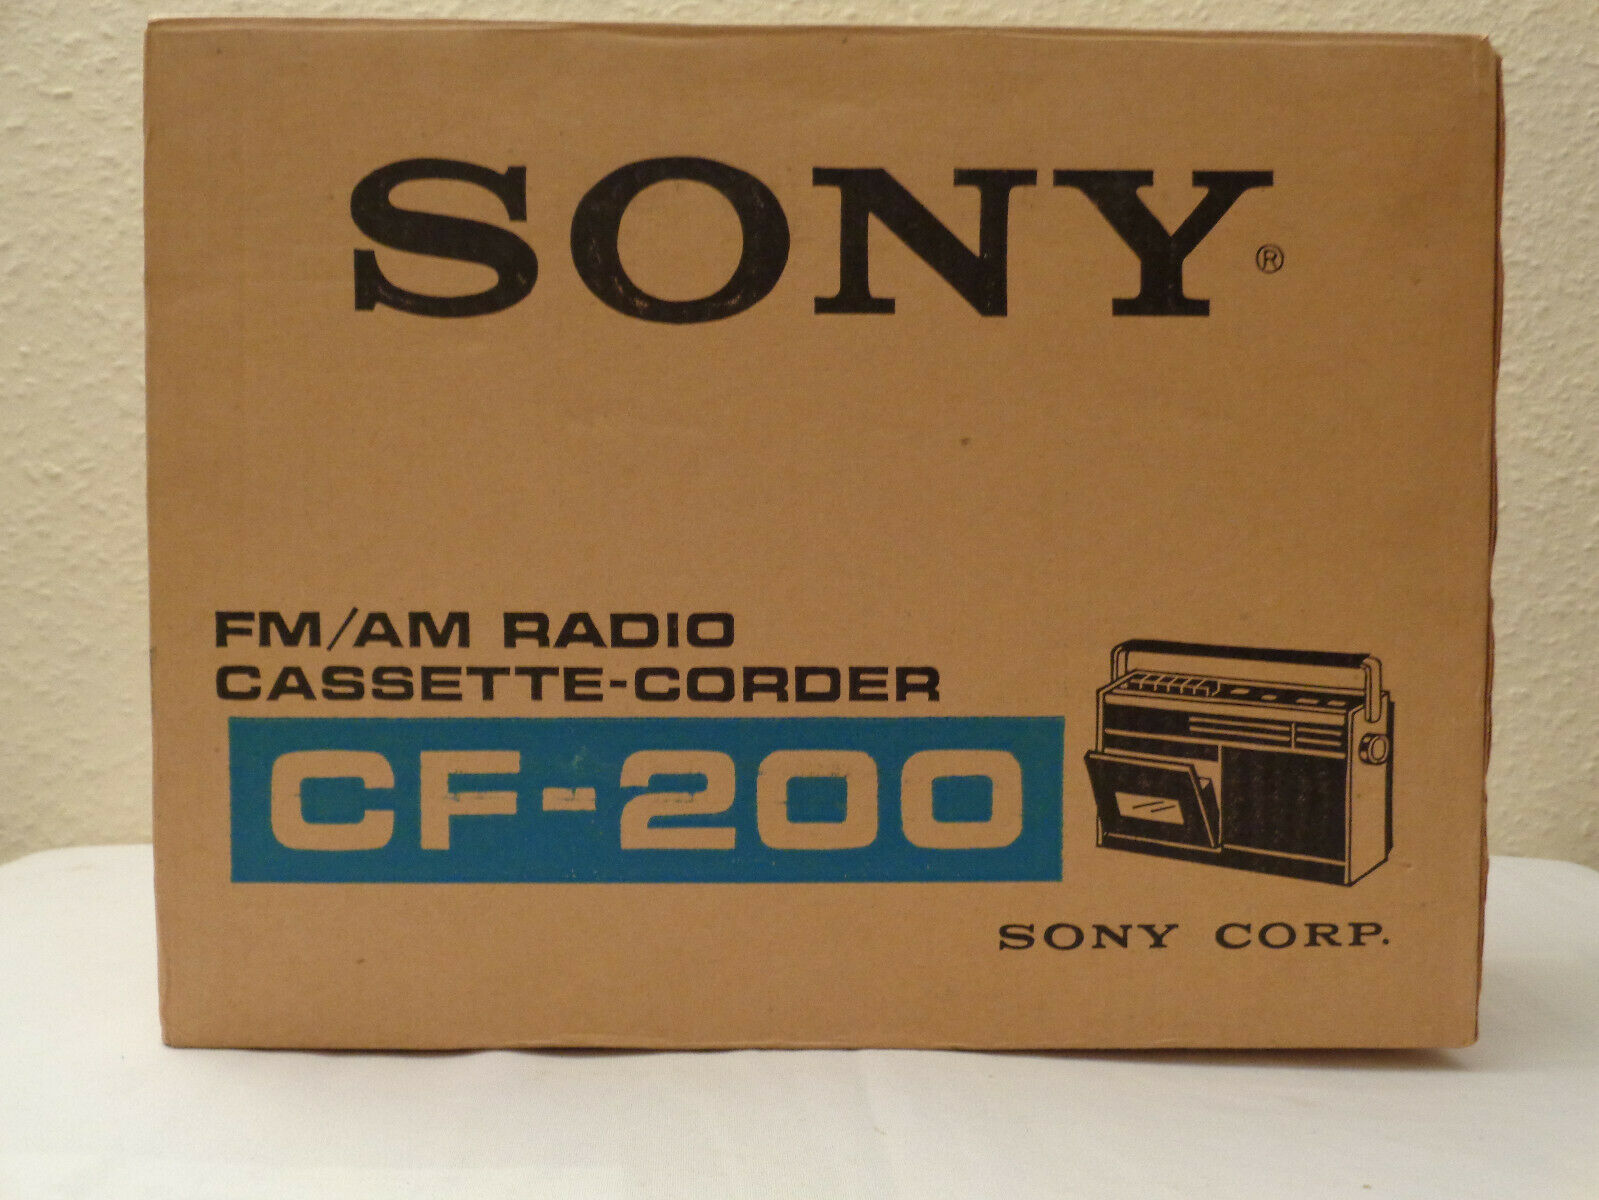 SONY®
FM/AM RADIO
CASSETTE-CORDER
CF-200
SONY CORP.